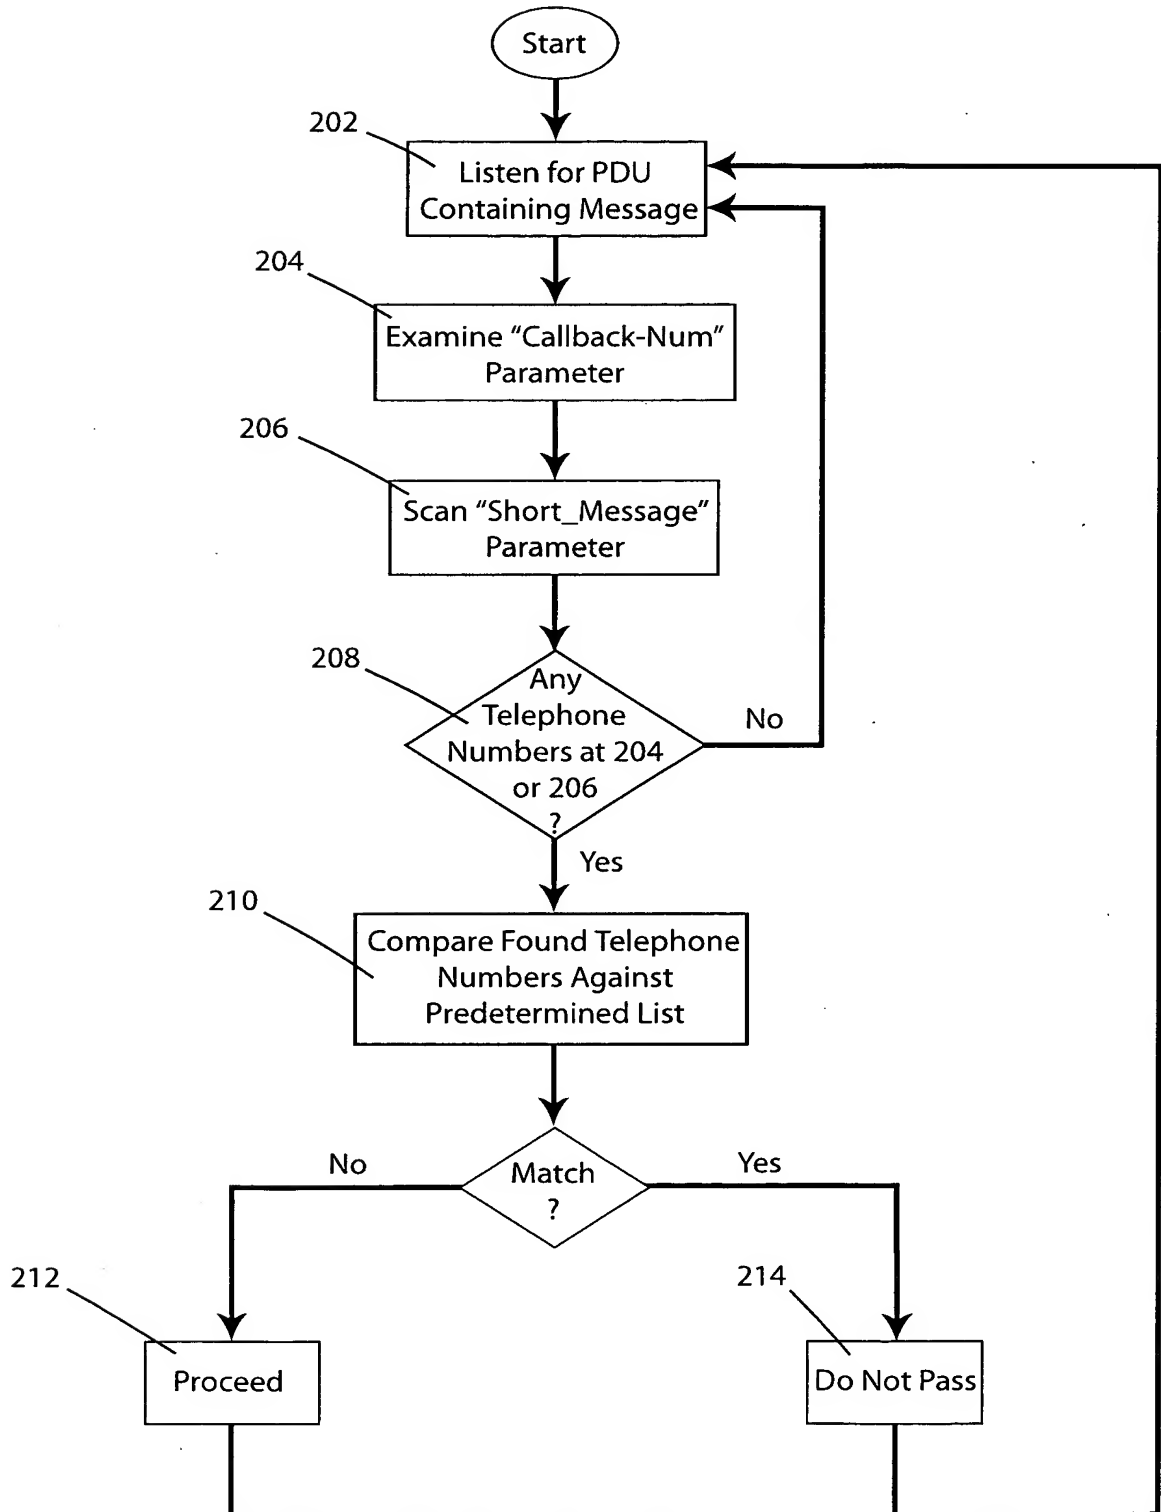 Start
202
Listen for PDU
Containing Message
204
Examine “Callback-Num”
Parameter
206
Scan “Short_Message”
Parameter
208
Any
Telephone
Numbers at 204
or 206
?
No
Yes
210
Compare Found Telephone
Numbers Against
Predetermined List
No
Match
?
Yes
212
Proceed
214
Do Not Pass